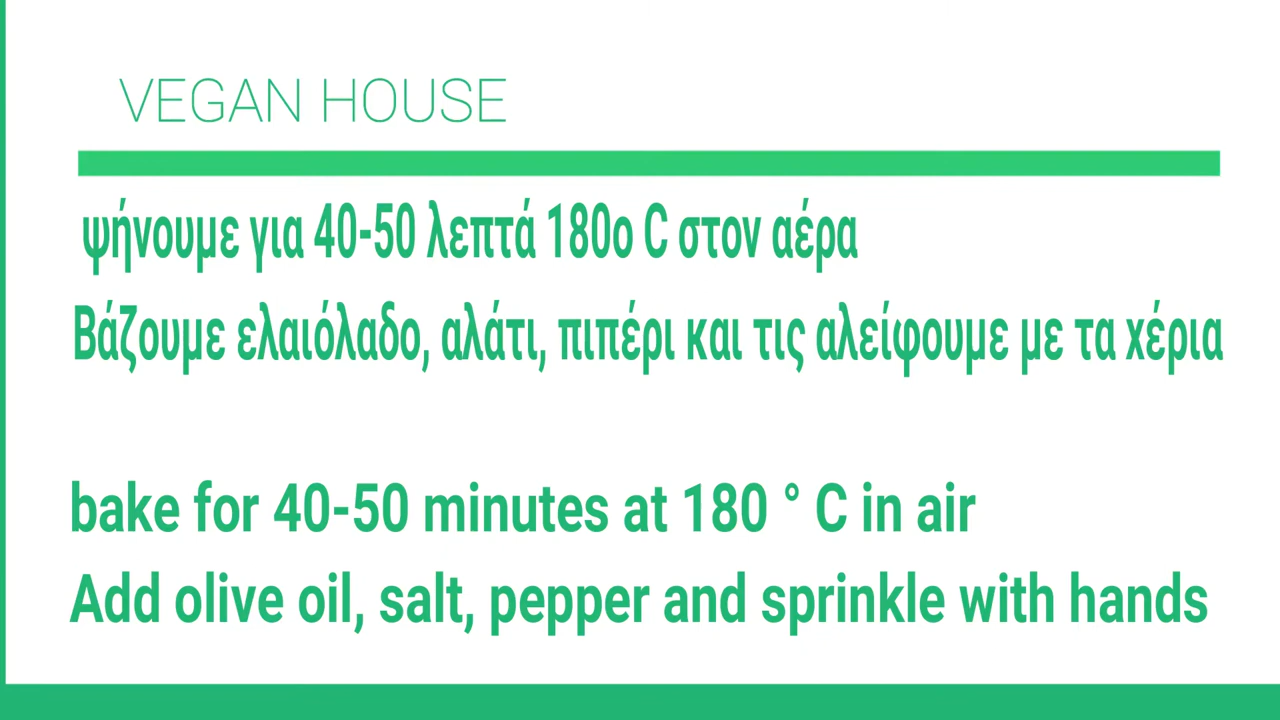 VEGAN HOUSE
ψήνουμε για 40-50 λεπτά 180ο C στον αέρα
Βάζουμε ελαιόλαδο, αλάτι, πιπέρι και τις αλείφουμε με τα χέρια
bake for 40-50 minutes at 180 ° C in air
Add olive oil, salt, pepper and sprinkle with hands